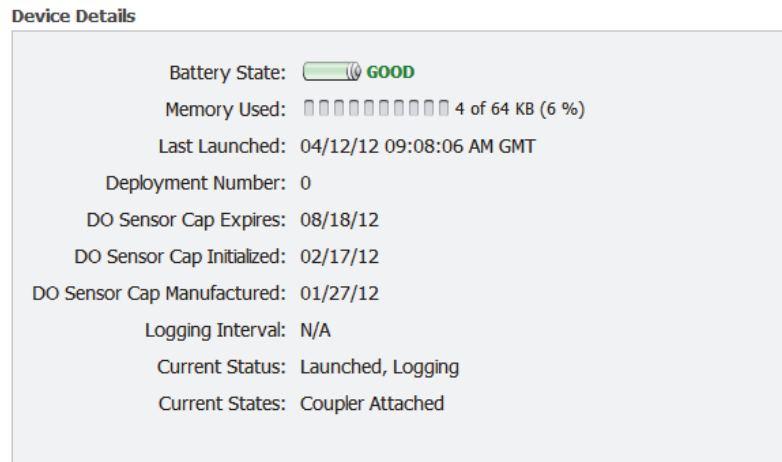 Device Details
Battery State: GOOD
Memory Used: 4 of 64 KB (6 %)
Last Launched: 04/12/12 09:08:06 AM GMT
Deployment Number: 0
DO Sensor Cap Expires: 08/18/12
DO Sensor Cap Initialized: 02/17/12
DO Sensor Cap Manufactured: 01/27/12
Logging Interval: N/A
Current Status: Launched, Logging
Current States: Coupler Attached